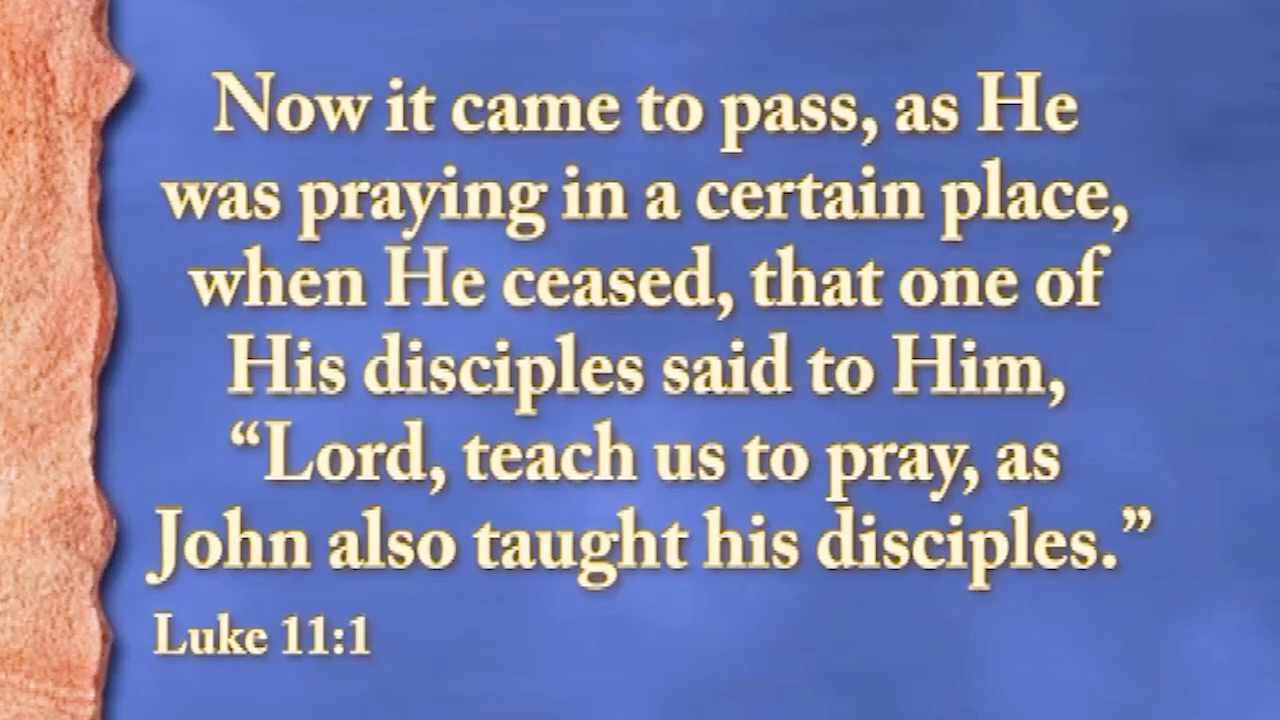 Now it came to pass, as He
was praying in a certain place,
when He ceased, that one of
His disciples said to Him,
“Lord, teach us to pray, as
John also taught his disciples.”
Luke 11:1